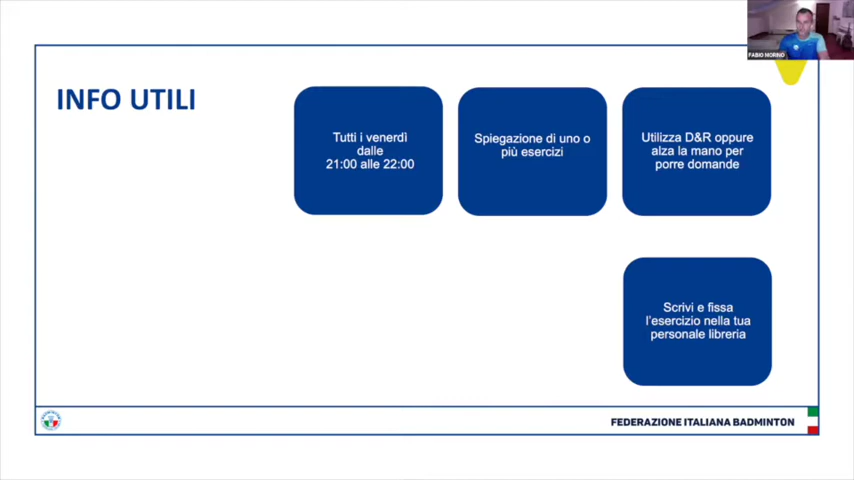 FABIO MORINO
INFO UTILI
Tutti i venerdì
dalle
21:00 alle 22:00
Spiegazione di uno o
più esercizi
Utilizza D&R oppure
alza la mano per
porre domande
Scrivi e fissa
l'esercizio nella tua
personale libreria
FEDERAZIONE ITALIANA BADMINTON